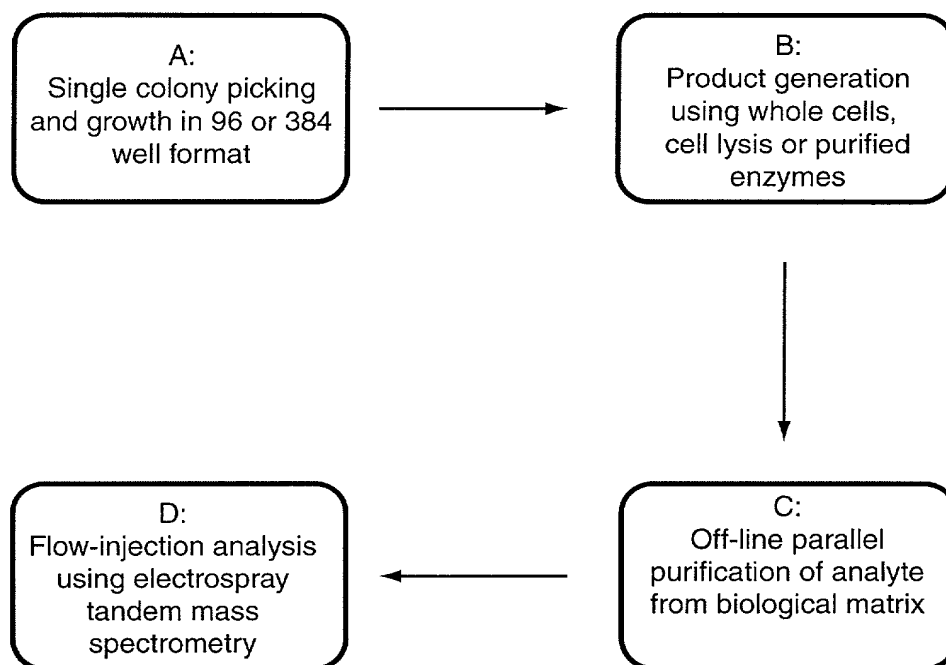 A:
Single colony picking
and growth in 96 or 384
well format
B:
Product generation
using whole cells,
cell lysis or purified
enzymes
C:
Off-line parallel
purification of analyte
from biological matrix
D:
Flow-injection analysis
using electrospray
tandem mass
spectrometry